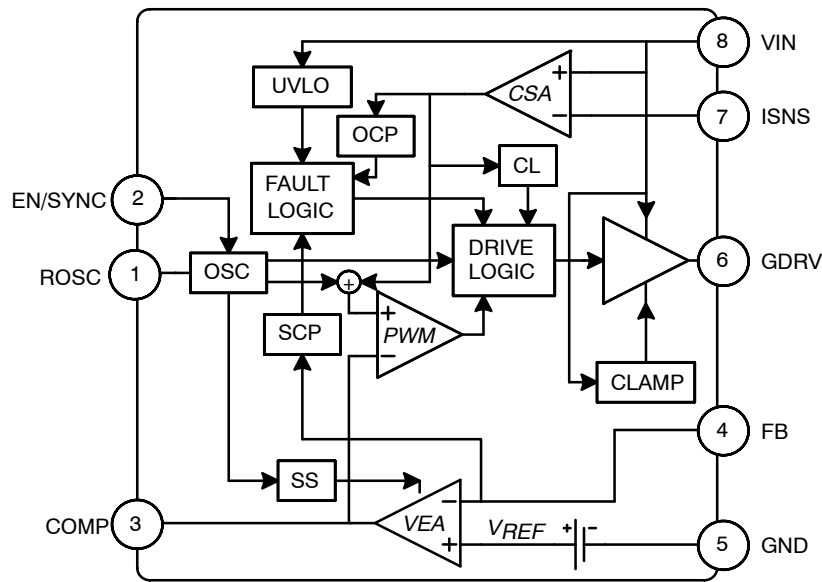 8 VIN
UVLO
+
CSA
7 ISNS
−
OCP
CL
FAULT
LOGIC
EN/SYNC 2
DRIVE
LOGIC
6 GDRV
ROSC 1
OSC
+
+
SCP
PWM
−
CLAMP
4 FB
SS
−
COMP 3
VEA
VREF
+ −
+
5 GND